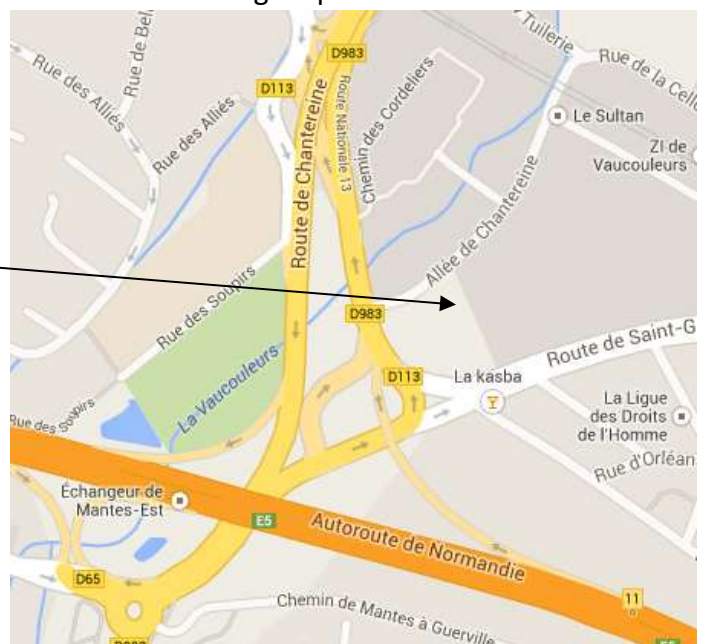 D983
Rue de Bel
Tuilerie
Rue des Alliés
Rue de la Cellu
D113
Route Nationale 13
Chemin des Cordeliers
Le Sultan
Rue des Alliés
Route de Chantereine
ZI de
Vaucouleurs
Allée de Chantereine
Rue des Soupirs
D983
Route de Saint-G
La Vaucouleurs
D113
La kasba
La Ligue
des Droits
de l'Homme
Rue des Soupirs
Rue d'Orléan
Échangeur de
Mantes-Est
E5
Autoroute de Normandie
D65
11
Chemin de Mantes à Guerville